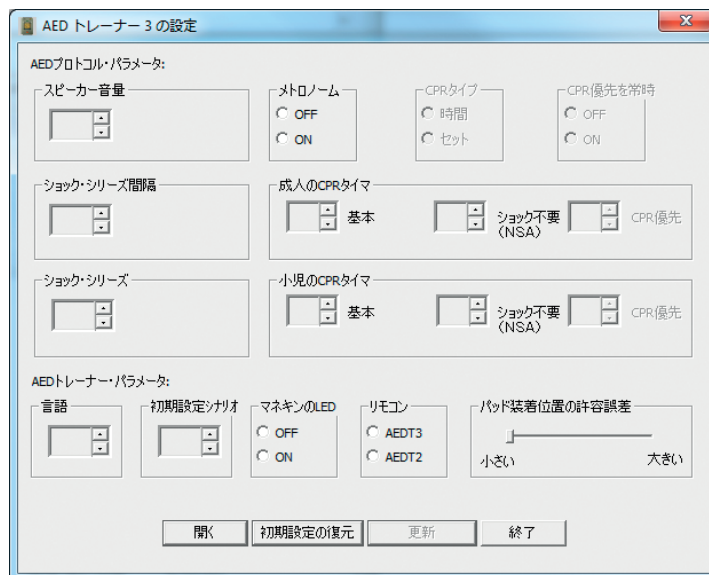 AED トレーナー 3 の設定
AEDプロトコル・パラメータ:
スピーカー音量
メトロノーム
CPRタイプ
CPR優先を常時
OFF
時間
OFF
ON
セット
ON
ショック・シリーズ間隔
成人のCPRタイマ
基本
ショック不要
(NSA)
CPR優先
ショック・シリーズ
小児のCPRタイマ
基本
ショック不要
(NSA)
CPR優先
AEDトレーナー・パラメータ:
言語
初期設定シナリオ
マネキンのLED
リモコン
パッド装着位置の許容誤差
OFF
AEDT3
ON
AEDT2
小さい
大きい
開く
初期設定の復元
更新
終了